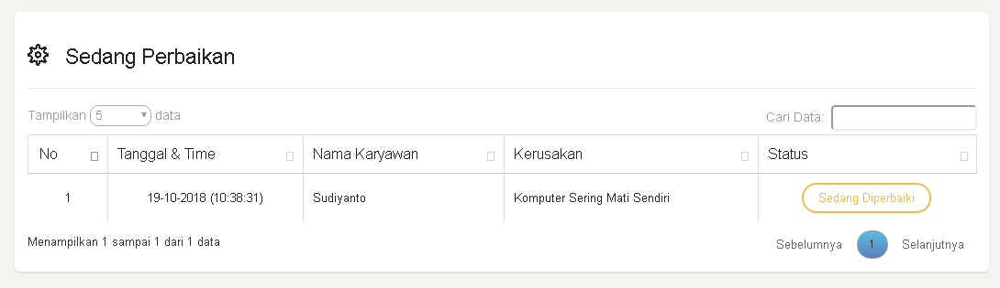 Sedang Perbaikan
Tampilkan 5 data Cari Data:
No Tanggal & Time Nama Karyawan Kerusakan Status
1 19-10-2018 (10:38:31) Sudiyanto Komputer Sering Mati Sendiri Sedang Diperbaiki
Menampilkan 1 sampai 1 dari 1 data Sebelumnya 1 Selanjutnya